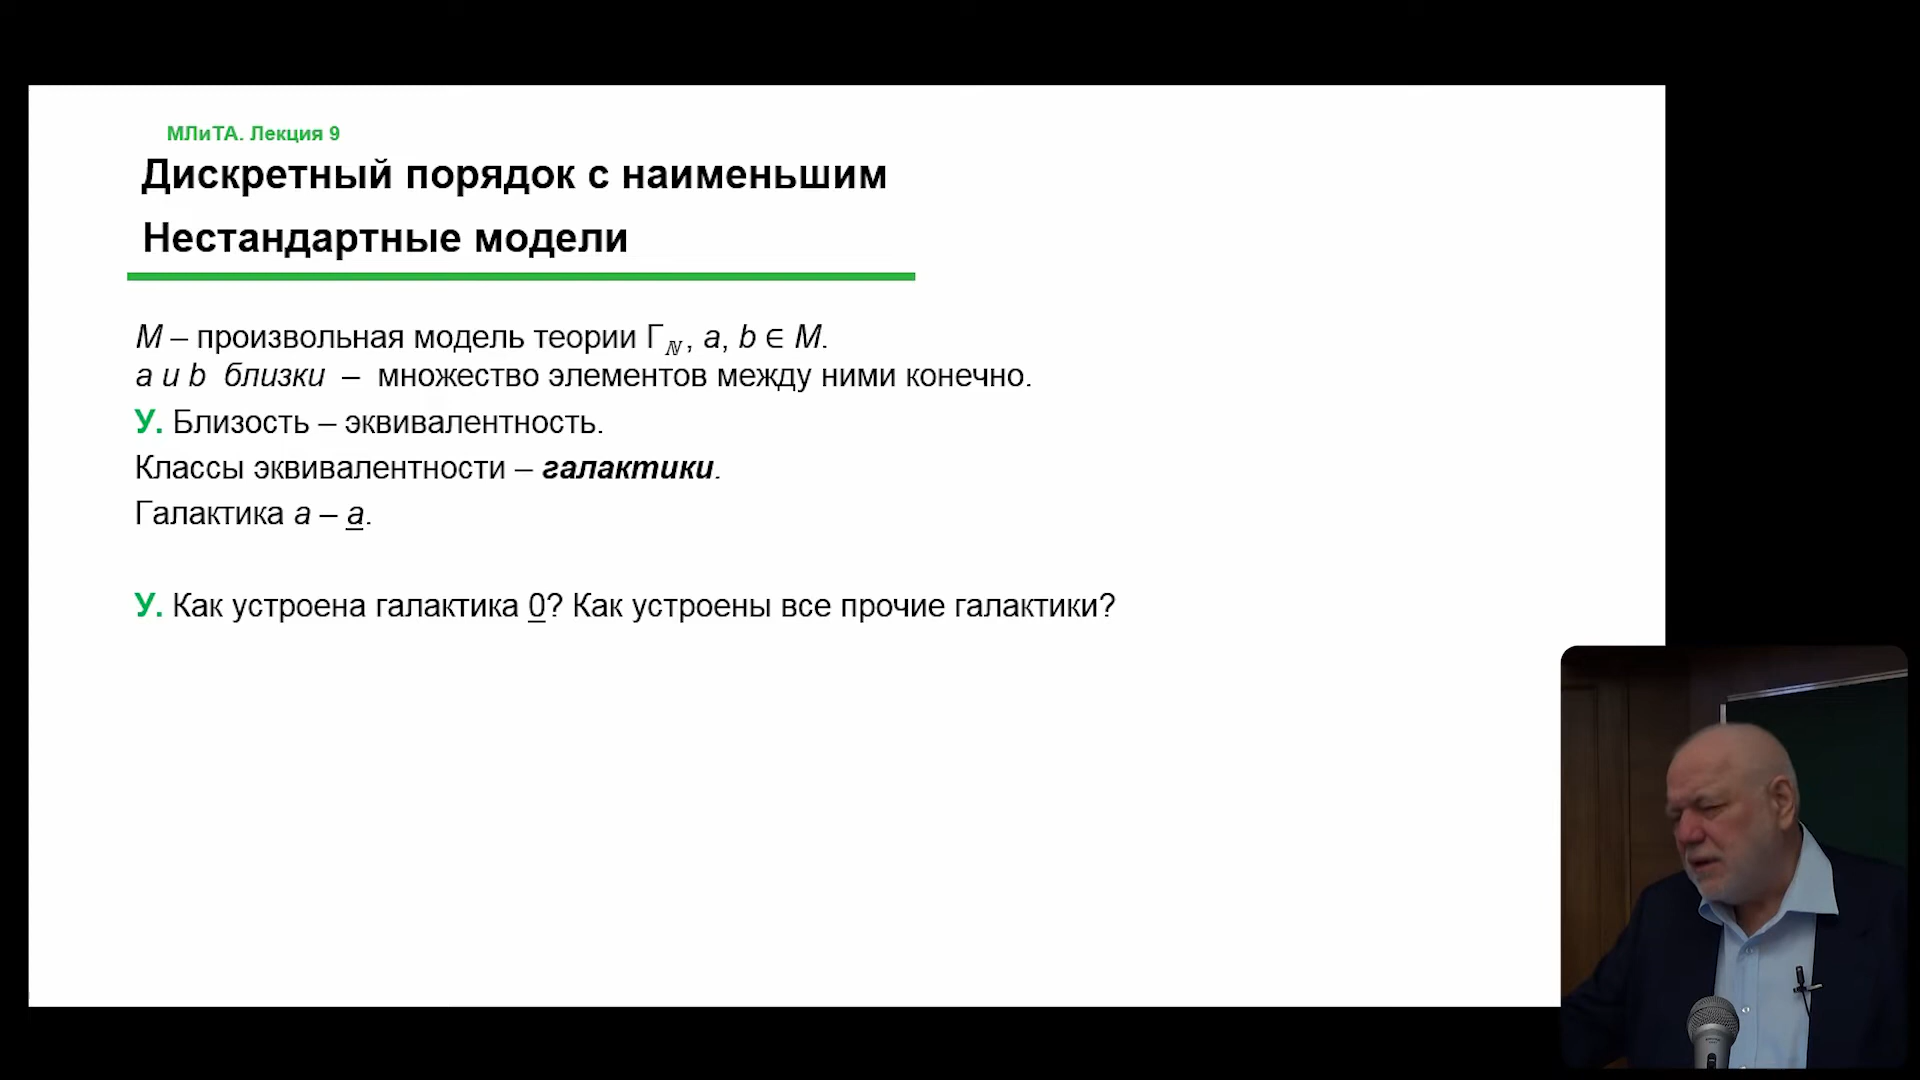 МЛиТА. Лекция 9
Дискретный порядок с наименьшим
Нестандартные модели
M – произвольная модель теории Γℕ, a, b ∈ M.
a и b близки – множество элементов между ними конечно.
У. Близость – эквивалентность.
Классы эквивалентности – галактики.
Галактика a – a.
У. Как устроена галактика 0? Как устроены все прочие галактики?